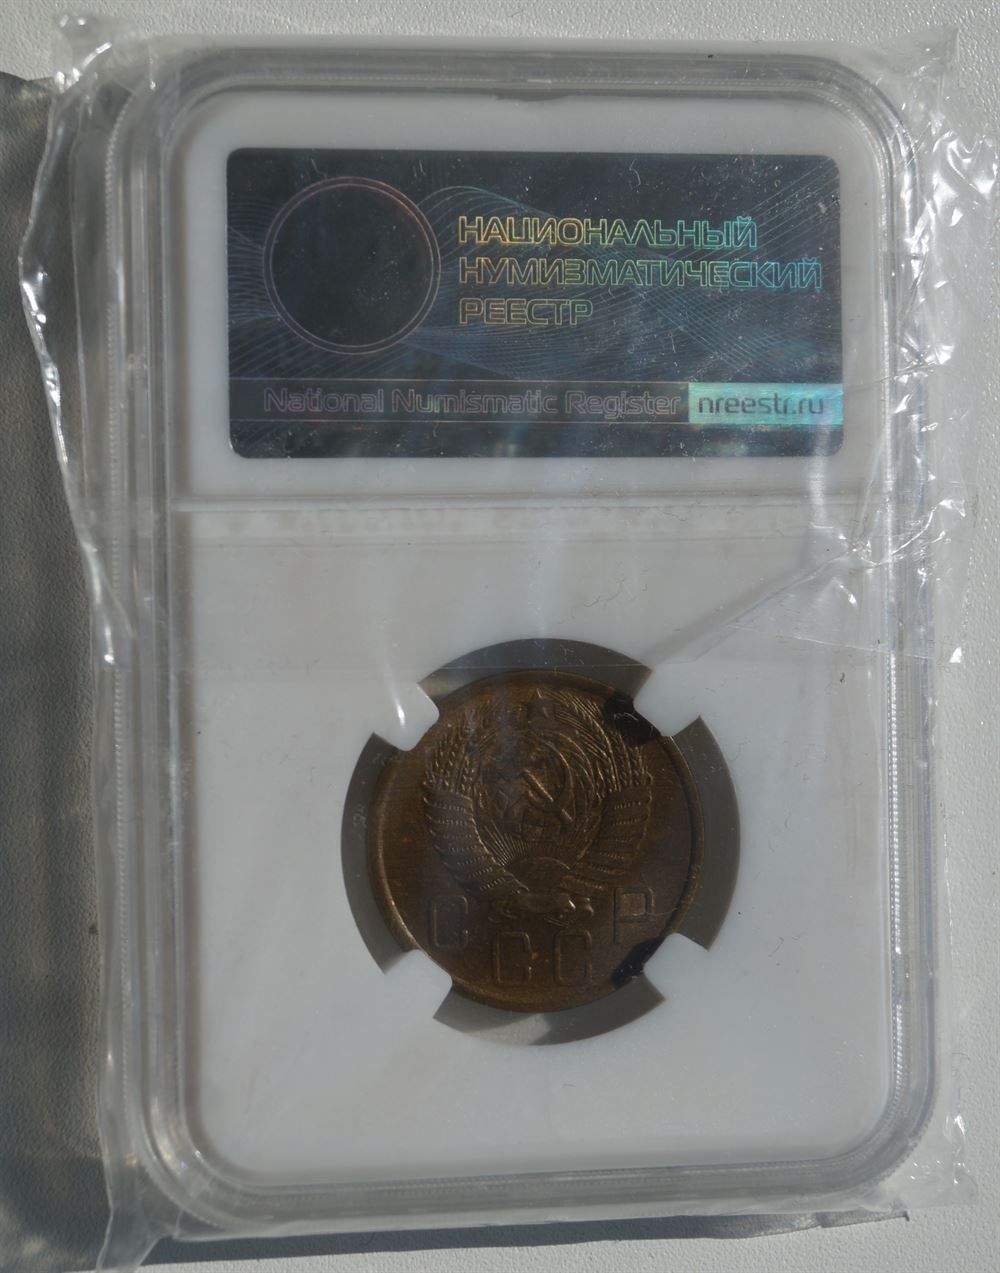 НАЦИОНАЛЬНЫЙ
НУМИЗМАТИЧЕСКИЙ
РЕЕСТР
National Numismatic Register nreestr.ru
СССР